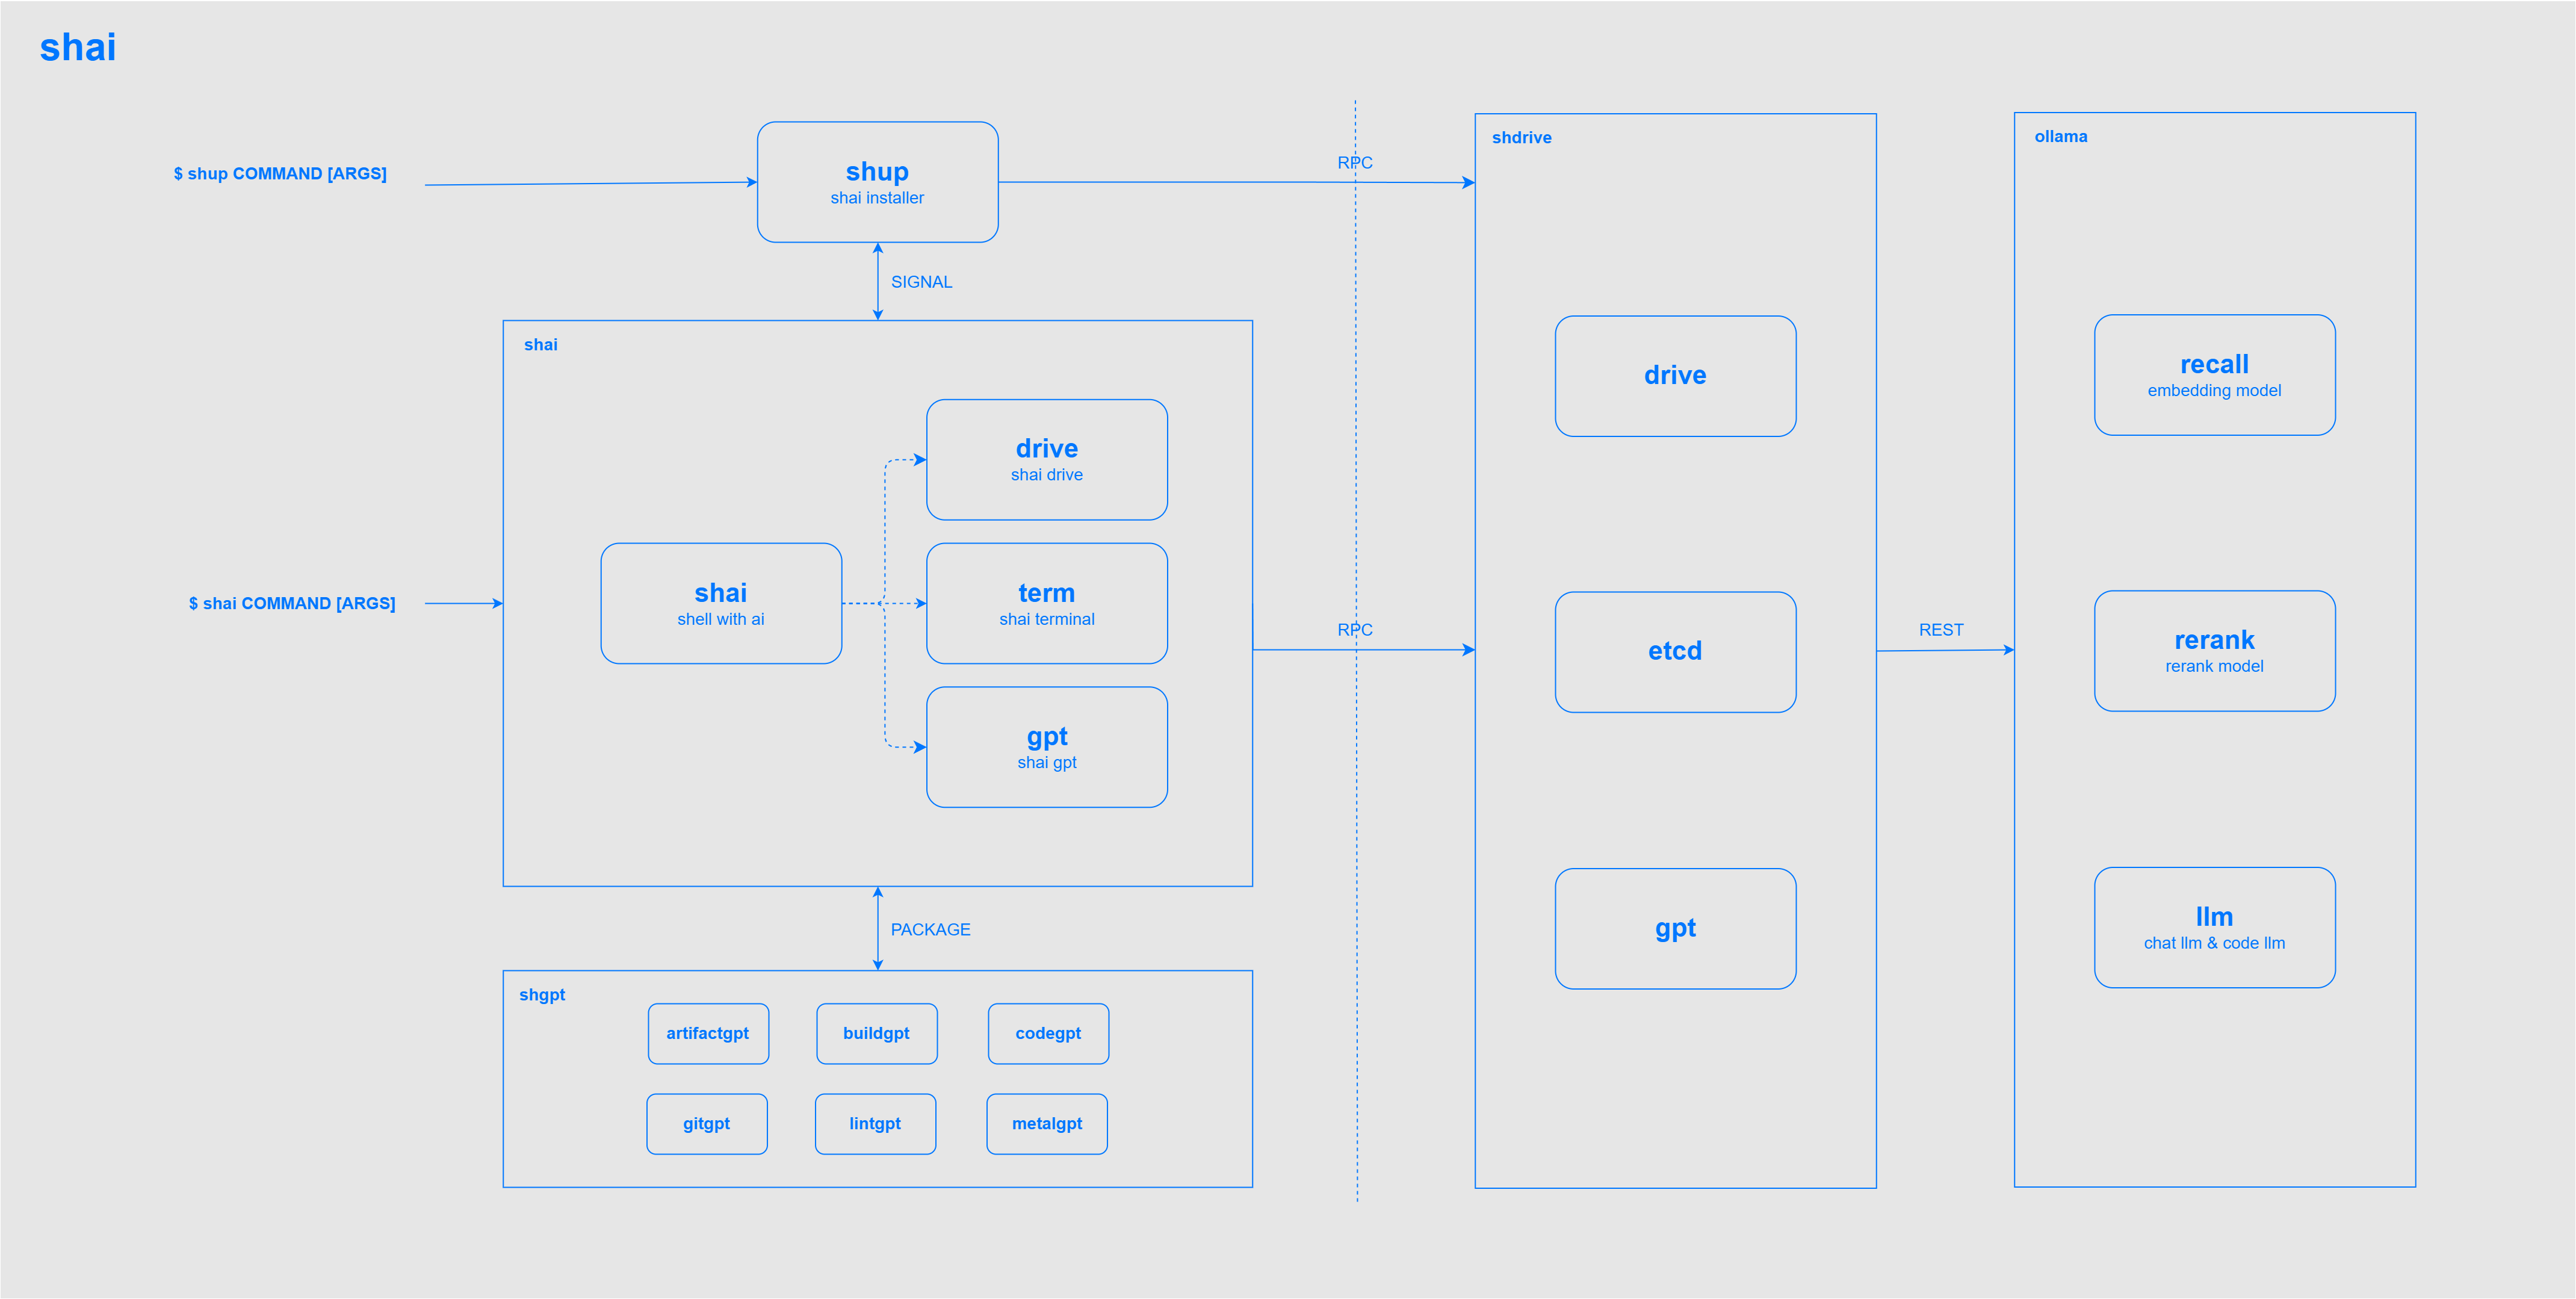 shai
$ shup COMMAND [ARGS]
shup
shai installer
RPC
SIGNAL
shai
drive
shai drive
$ shai COMMAND [ARGS]
shai
shell with ai
term
shai terminal
gpt
shai gpt
RPC
PACKAGE
shgpt
artifactgpt
buildgpt
codegpt
gitgpt
lintgpt
metalgpt
shdrive
drive
etcd
gpt
REST
ollama
recall
embedding model
rerank
rerank model
llm
chat llm & code llm